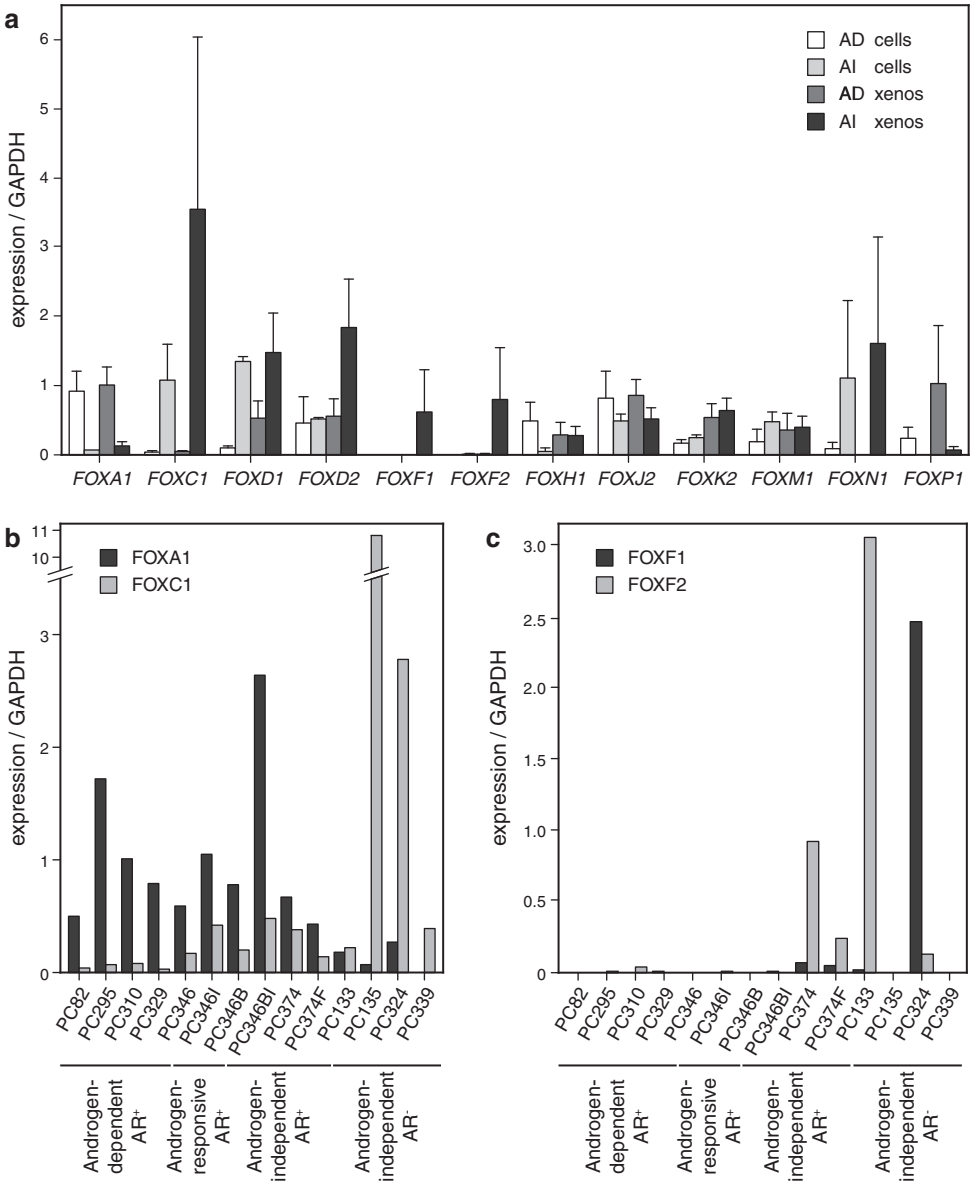 a
expression / GAPDH
6
5
4
3
2
1
0
AD cells
AI cells
AD xenos
AI xenos
FOXA1 FOXC1 FOXD1 FOXD2 FOXF1 FOXF2 FOXH1 FOXJ2 FOXK2 FOXM1 FOXN1 FOXP1
b
expression / GAPDH
11
10
3
2
1
0
FOXA1
FOXC1
PC82 PC295 PC310 PC329 PC346 PC346I PC346B PC346BI PC374 PC374F PC133 PC135 PC324 PC339
Androgen-
dependent
AR+
Androgen-
responsive
AR+
Androgen-
independent
AR+
Androgen-
independent
AR-
c
expression / GAPDH
3.0
2.5
2.0
1.5
1.0
0.5
0
FOXF1
FOXF2
PC82 PC295 PC310 PC329 PC346 PC346I PC346B PC346BI PC374 PC374F PC133 PC135 PC324 PC339
Androgen-
dependent
AR+
Androgen-
responsive
AR+
Androgen-
independent
AR+
Androgen-
independent
AR-